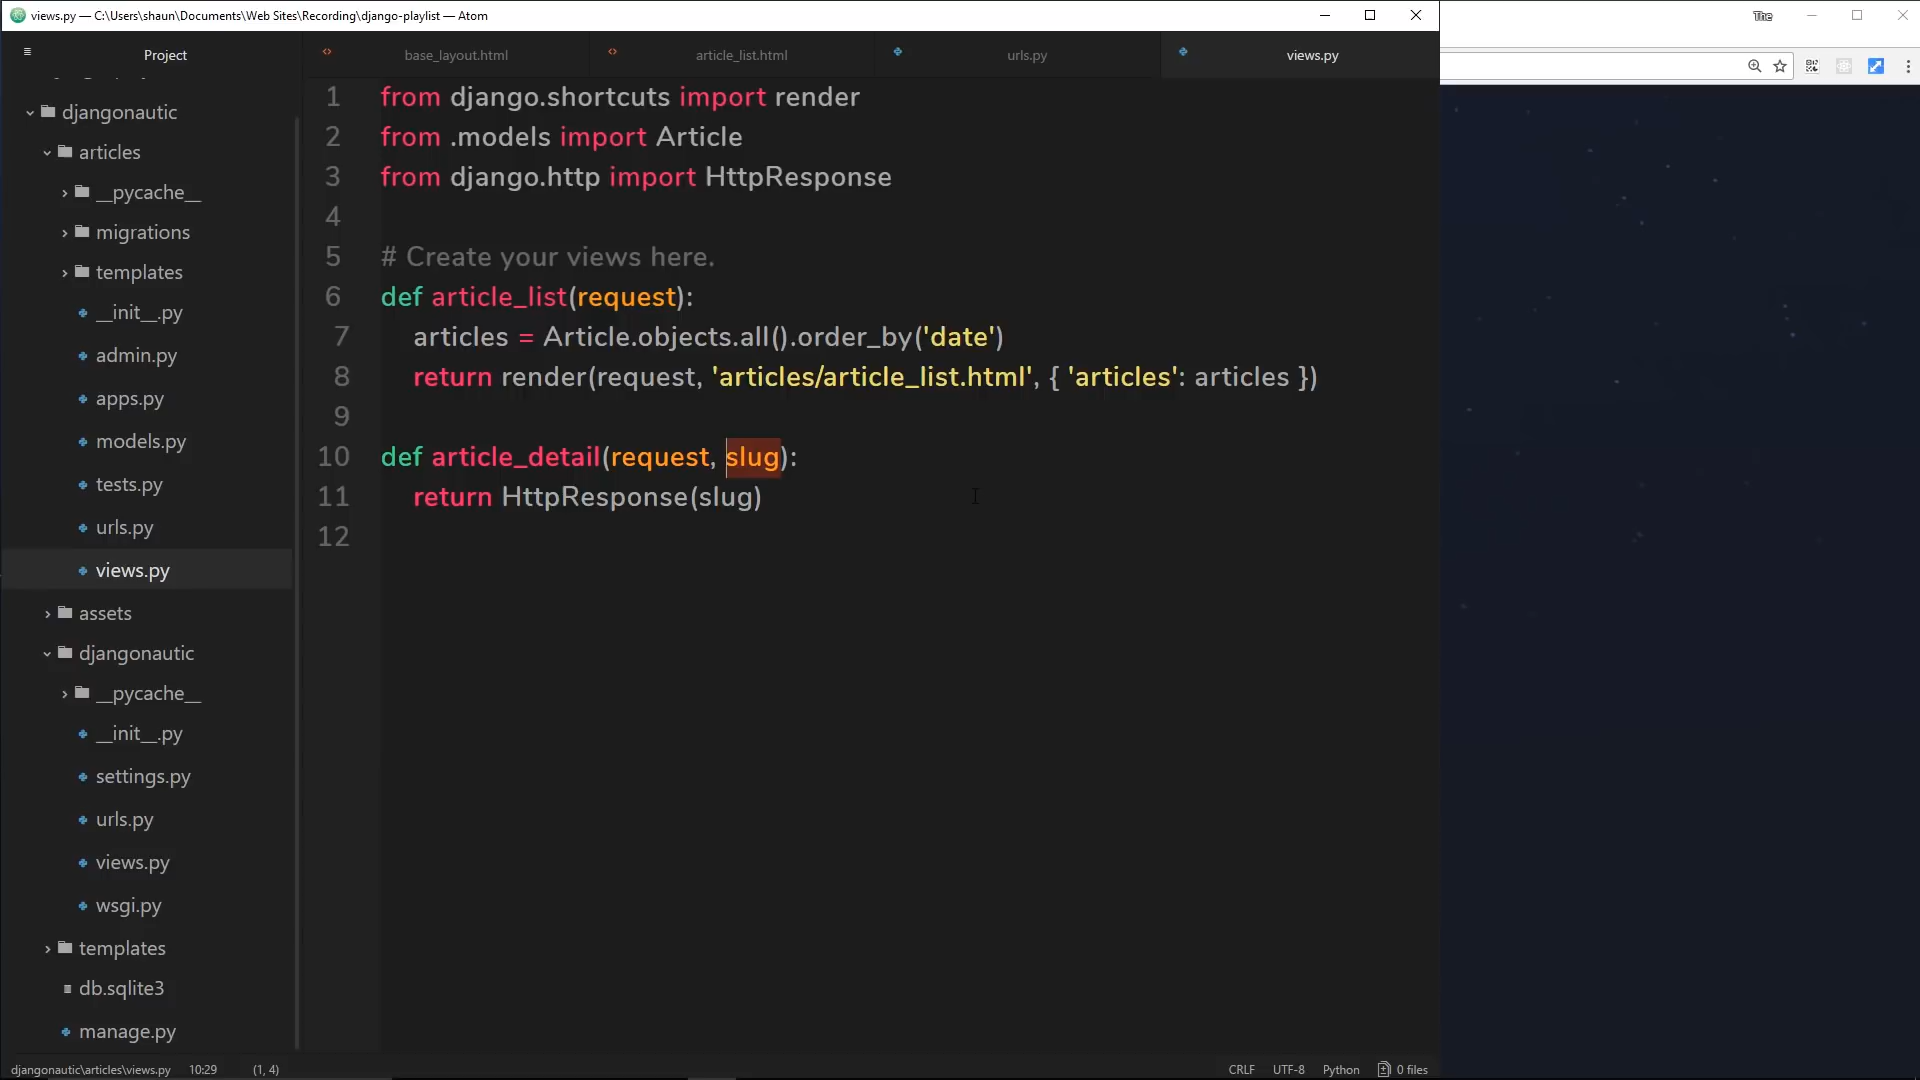 views.py — C:\Users\shaun\Documents\Web Sites\Recording\django-playlist — Atom
The
Project
base_layout.html
article_list.html
urls.py
views.py
djangonautic
articles
__pycache__
migrations
templates
__init__.py
admin.py
apps.py
models.py
tests.py
urls.py
views.py
assets
djangonautic
__pycache__
__init__.py
settings.py
urls.py
views.py
wsgi.py
templates
db.sqlite3
manage.py
1 from django.shortcuts import render
2 from .models import Article
3 from django.http import HttpResponse
4
5 # Create your views here.
6 def article_list(request):
7 articles = Article.objects.all().order_by('date')
8 return render(request, 'articles/article_list.html', { 'articles': articles })
9
10 def article_detail(request, slug):
11 return HttpResponse(slug)
12
djangonautic\articles\views.py 10:29 (1, 4)
CRLF UTF-8 Python 0 files